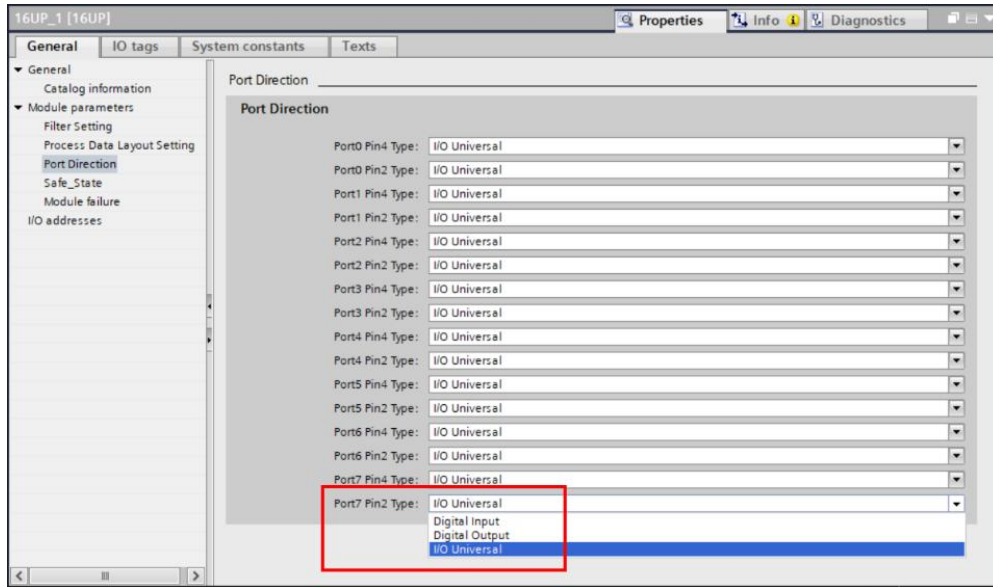 16UP_1 [16UP]
Properties
Info
Diagnostics
General
IO tags
System constants
Texts
General
Catalog information
Module parameters
Filter Setting
Process Data Layout Setting
Port Direction
Safe_State
Module failure
I/O addresses
Port Direction
Port Direction
Port0 Pin4 Type: I/O Universal
Port0 Pin2 Type: I/O Universal
Port1 Pin4 Type: I/O Universal
Port1 Pin2 Type: I/O Universal
Port2 Pin4 Type: I/O Universal
Port2 Pin2 Type: I/O Universal
Port3 Pin4 Type: I/O Universal
Port3 Pin2 Type: I/O Universal
Port4 Pin4 Type: I/O Universal
Port4 Pin2 Type: I/O Universal
Port5 Pin4 Type: I/O Universal
Port5 Pin2 Type: I/O Universal
Port6 Pin4 Type: I/O Universal
Port6 Pin2 Type: I/O Universal
Port7 Pin4 Type: I/O Universal
Port7 Pin2 Type: I/O Universal
Digital Input
Digital Output
I/O Universal